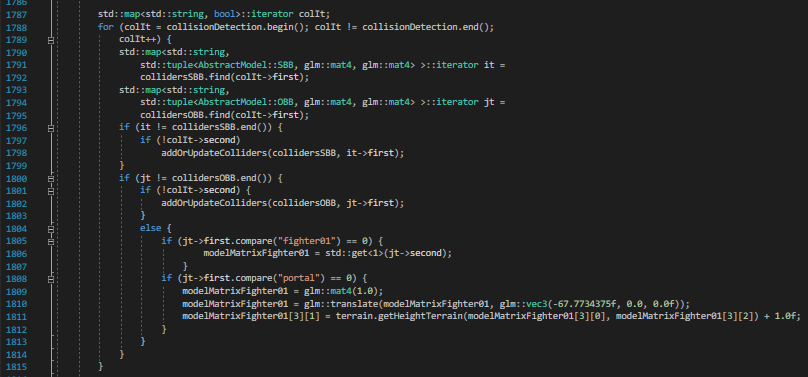 1786
1787 std::map<std::string, bool>::iterator colIt;
1788 for (colIt = collisionDetection.begin(); colIt != collisionDetection.end();
1789 colIt++) {
1790 std::map<std::string,
1791 std::tuple<AbstractModel::SBB, glm::mat4, glm::mat4> >::iterator it =
1792 collidersSBB.find(colIt->first);
1793 std::map<std::string,
1794 std::tuple<AbstractModel::OBB, glm::mat4, glm::mat4> >::iterator jt =
1795 collidersOBB.find(colIt->first);
1796 if (it != collidersSBB.end()) {
1797 if (!colIt->second)
1798 addOrUpdateColliders(collidersSBB, it->first);
1799 }
1800 if (jt != collidersOBB.end()) {
1801 if (!colIt->second) {
1802 addOrUpdateColliders(collidersOBB, jt->first);
1803 }
1804 else {
1805 if (jt->first.compare("fighter01") == 0) {
1806 modelMatrixFighter01 = std::get<1>(jt->second);
1807 }
1808 if (jt->first.compare("portal") == 0) {
1809 modelMatrixFighter01 = glm::mat4(1.0);
1810 modelMatrixFighter01 = glm::translate(modelMatrixFighter01, glm::vec3(-67.7734375f, 0.0, 0.0f));
1811 modelMatrixFighter01[3][1] = terrain.getHeightTerrain(modelMatrixFighter01[3][0], modelMatrixFighter01[3][2]) + 1.0f;
1812 }
1813 }
1814 }
1815 }